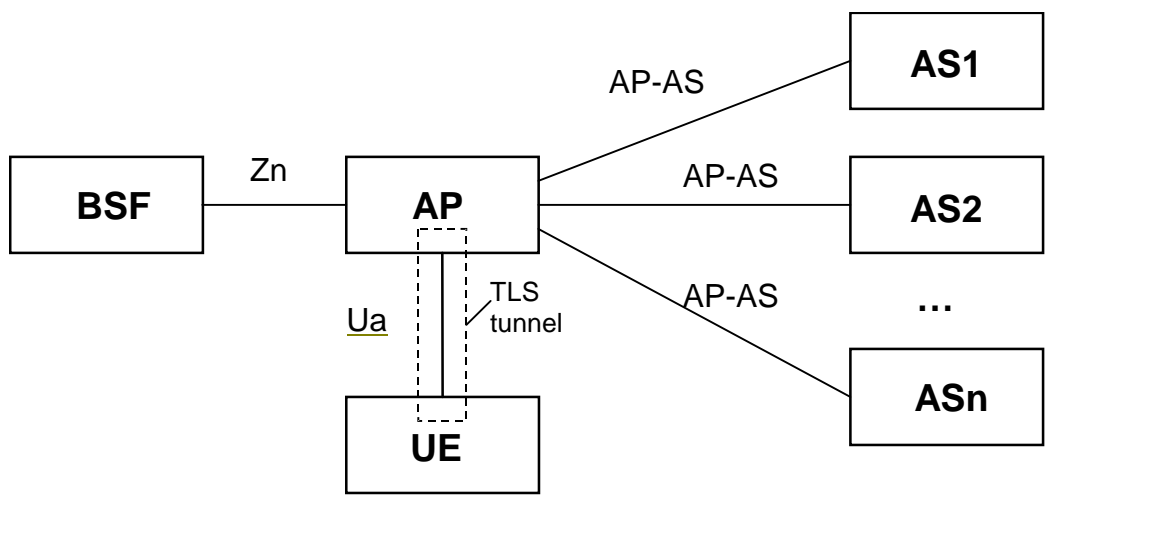 AS1
AP-AS
Zn
AP-AS
BSF
AP
AS2
AP-AS
TLS
tunnel
Ua
...
ASn
UE